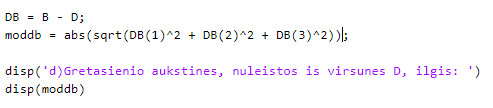 DB = B - D;
moddb = abs(sqrt(DB(1)^2 + DB(2)^2 + DB(3)^2));
disp('d)Gretasienio aukstines, nuleistos is virsunes D, ilgis: ')
disp(moddb)